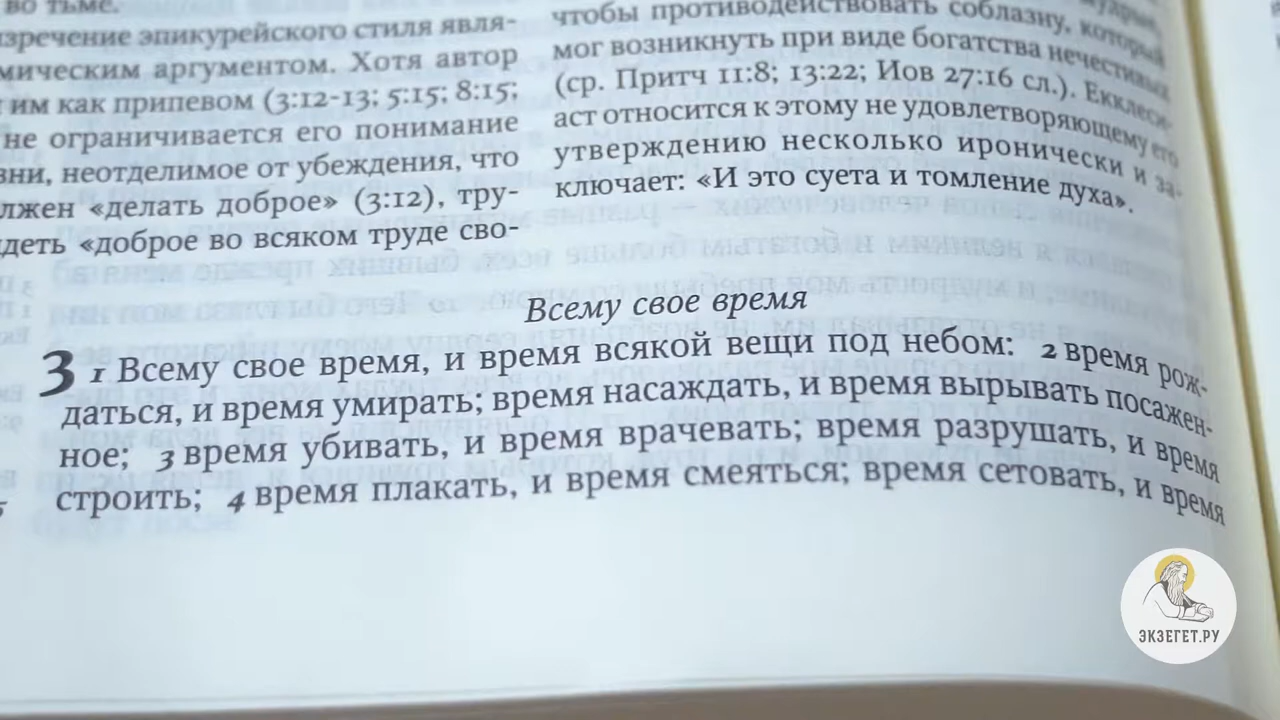 во тьме.
зречение эпикурейского стиля явля-
мическим аргументом. Хотя автор
им как припевом (3:12-13; 5:15; 8:15;
не ограничивается его понимание
зни, неотделимое от убеждения, что
лжен «делать доброе» (3:12), тру-
деть «доброе во всяком труде сво-
чтобы противодействовать соблазну, который
мог возникнуть при виде богатства нечестивых
(ср. Притч 11:8; 13:22; Иов 27:16 сл.). Екклеси-
аст относится к этому не удовлетворяющему его
утверждению несколько иронически и за-
ключает: «И это суета и томление духа».
Всему свое время
3 1 Всему свое время, и время всякой вещи под небом: 2 время рож-
даться, и время умирать; время насаждать, и время вырывать посажен-
ное; 3 время убивать, и время врачевать; время разрушать, и время
строить; 4 время плакать, и время смеяться; время сетовать, и время
ЭКЗЕГЕТ.РУ